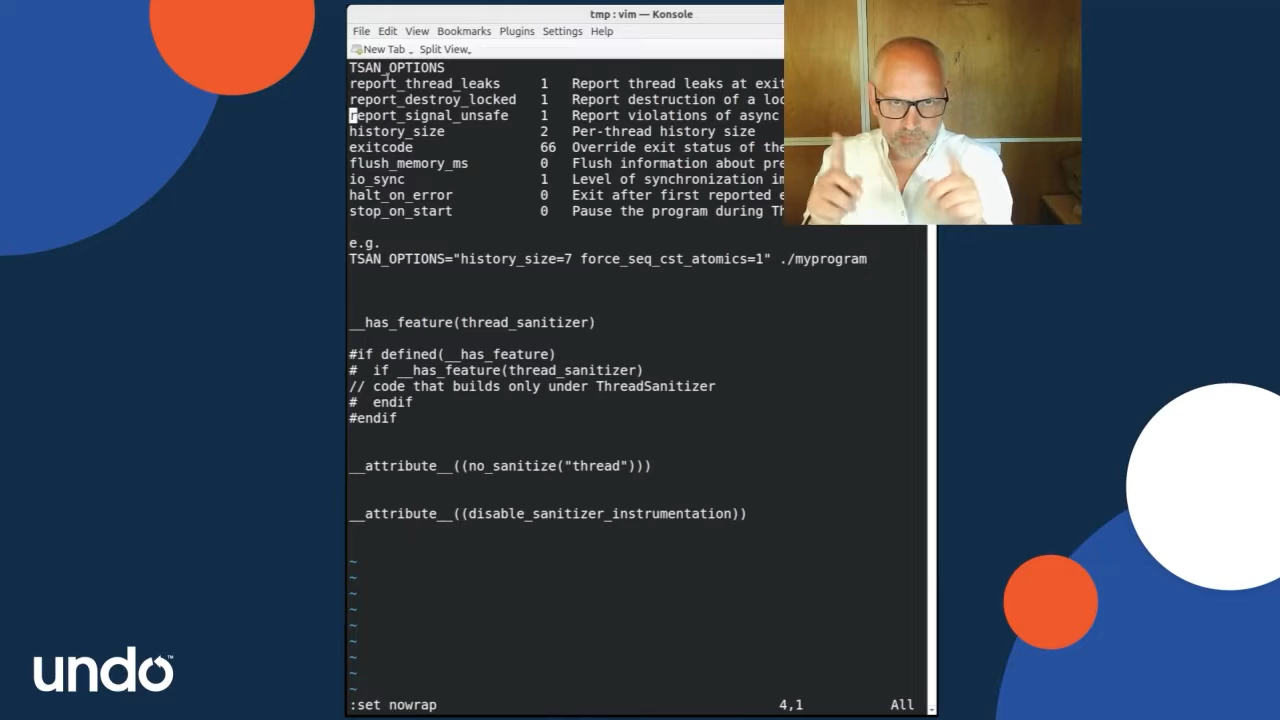 tmp : vim — Konsole
File Edit View Bookmarks Plugins Settings Help
New Tab Split View
TSAN_OPTIONS
report_thread_leaks 1 Report thread leaks at exit
report_destroy_locked 1 Report destruction of a
report_signal_unsafe 1 Report violations of async
history_size 2 Per-thread history size
exitcode 66 Override exit status of the
flush_memory_ms 0 Flush information about
io_sync 1 Level of synchronization
halt_on_error 0 Exit after first reported
stop_on_start 0 Pause the program during
e.g.
TSAN_OPTIONS="history_size=7 force_seq_cst_atomics=1" ./myprogram
__has_feature(thread_sanitizer)
#if defined(__has_feature)
#  if __has_feature(thread_sanitizer)
// code that builds only under ThreadSanitizer
#  endif
#endif
__attribute__((no_sanitize("thread")))
__attribute__((disable_sanitizer_instrumentation))
~
~
~
~
~
~
~
~
~
:set nowrap 4,1 All
undo™